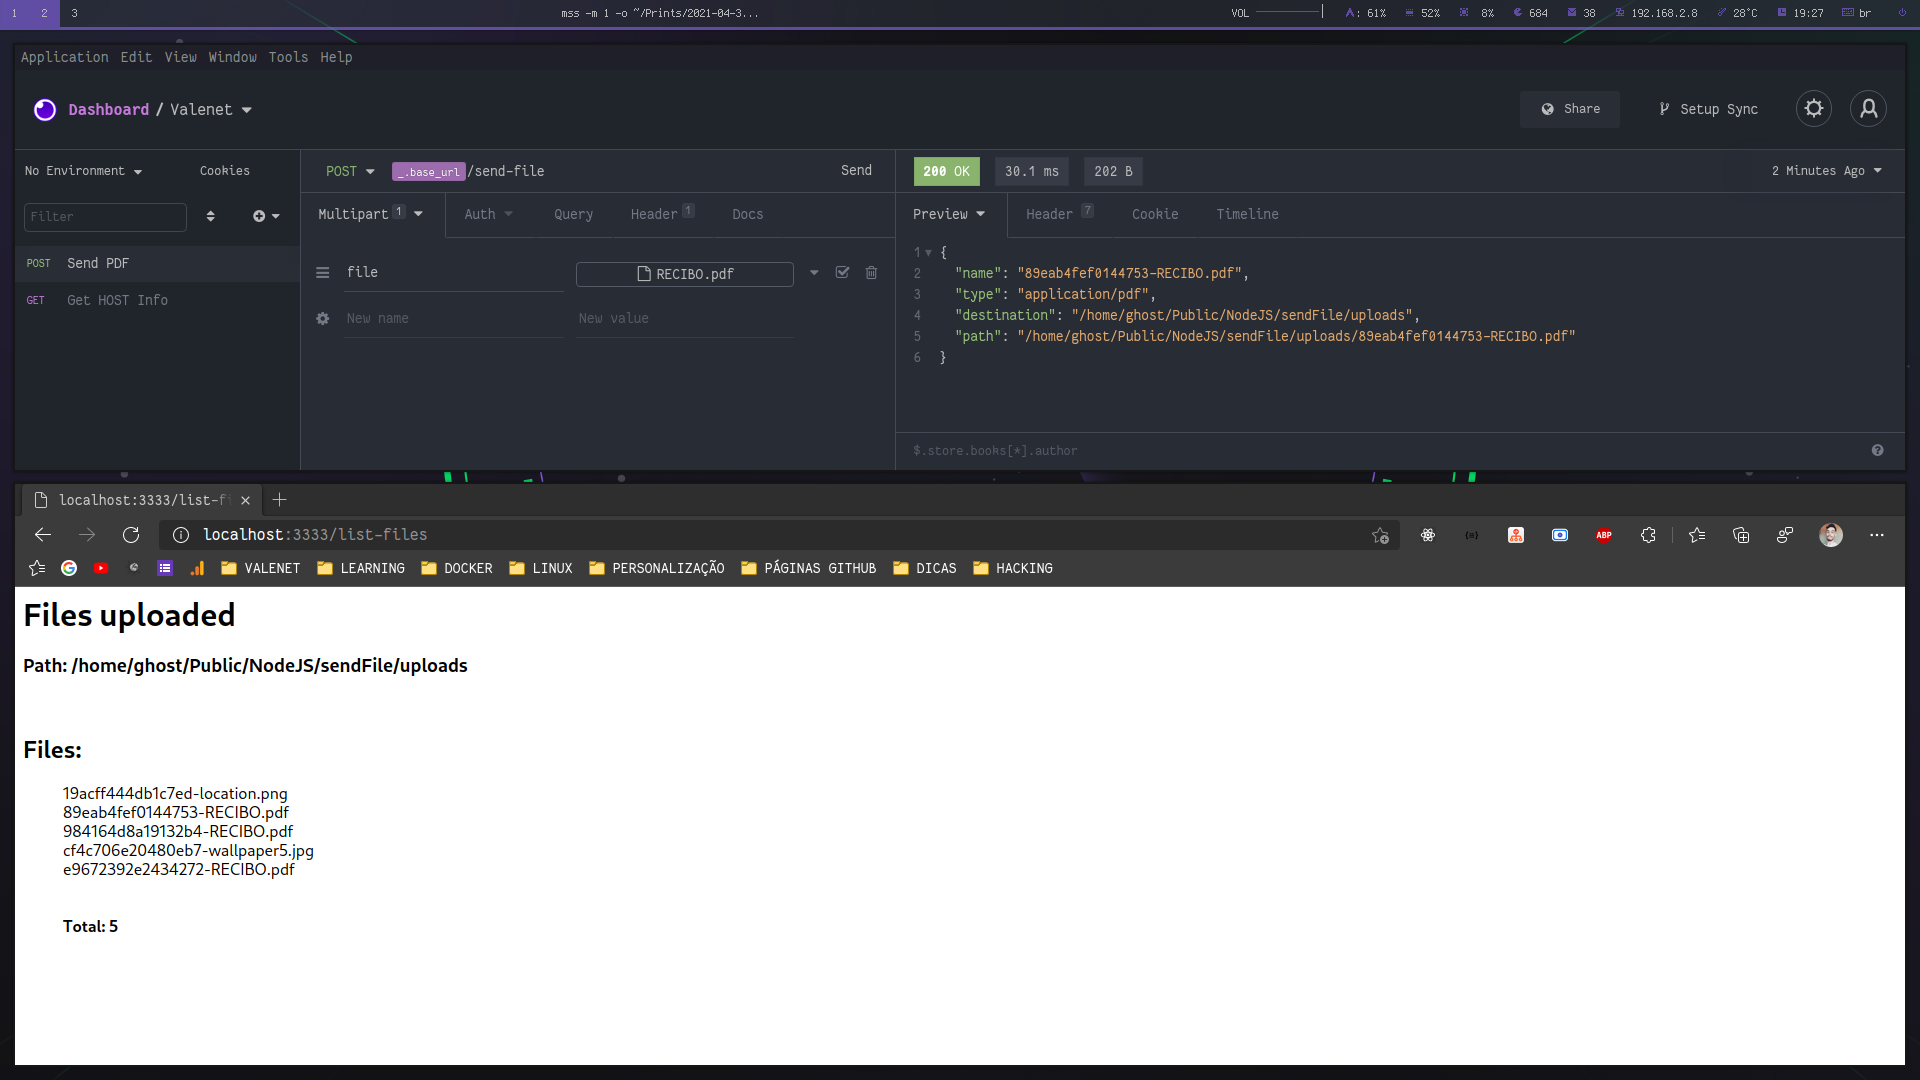 1 2 3 mss -m 1 -o ~/Prints/2021-04-3... VOL : 61% 52% 8% 684 38 192.168.2.8 28°C 19:27 br
Application Edit View Window Tools Help
Dashboard / Valenet Share Setup Sync
No Environment Cookies POST _.base_url/send-file Send 200 OK 30.1 ms 202 B 2 Minutes Ago
Filter Multipart 1 Auth Query Header 1 Docs Preview Header 7 Cookie Timeline
POST Send PDF
GET Get HOST Info
file RECIBO.pdf
New name New value
1 {
2 "name": "89eab4fef0144753-RECIBO.pdf",
3 "type": "application/pdf",
4 "destination": "/home/ghost/Public/NodeJS/sendFile/uploads",
5 "path": "/home/ghost/Public/NodeJS/sendFile/uploads/89eab4fef0144753-RECIBO.pdf"
6 }
$.store.books[*].author
localhost:3333/list-fi
localhost:3333/list-files ABP
VALENET LEARNING DOCKER LINUX PERSONALIZAÇÃO PÁGINAS GITHUB DICAS HACKING
Files uploaded
Path: /home/ghost/Public/NodeJS/sendFile/uploads
Files:
19acff444db1c7ed-location.png
89eab4fef0144753-RECIBO.pdf
984164d8a19132b4-RECIBO.pdf
cf4c706e20480eb7-wallpaper5.jpg
e9672392e2434272-RECIBO.pdf
Total: 5